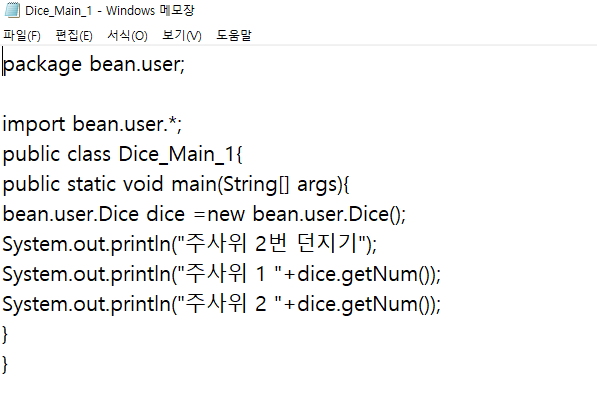 Dice_Main_1 - Windows 메모장
파일(F) 편집(E) 서식(O) 보기(V) 도움말
package bean.user;
import bean.user.*;
public class Dice_Main_1{
public static void main(String[] args){
bean.user.Dice dice =new bean.user.Dice();
System.out.println("주사위 2번 던지기");
System.out.println("주사위 1 "+dice.getNum());
System.out.println("주사위 2 "+dice.getNum());
}
}